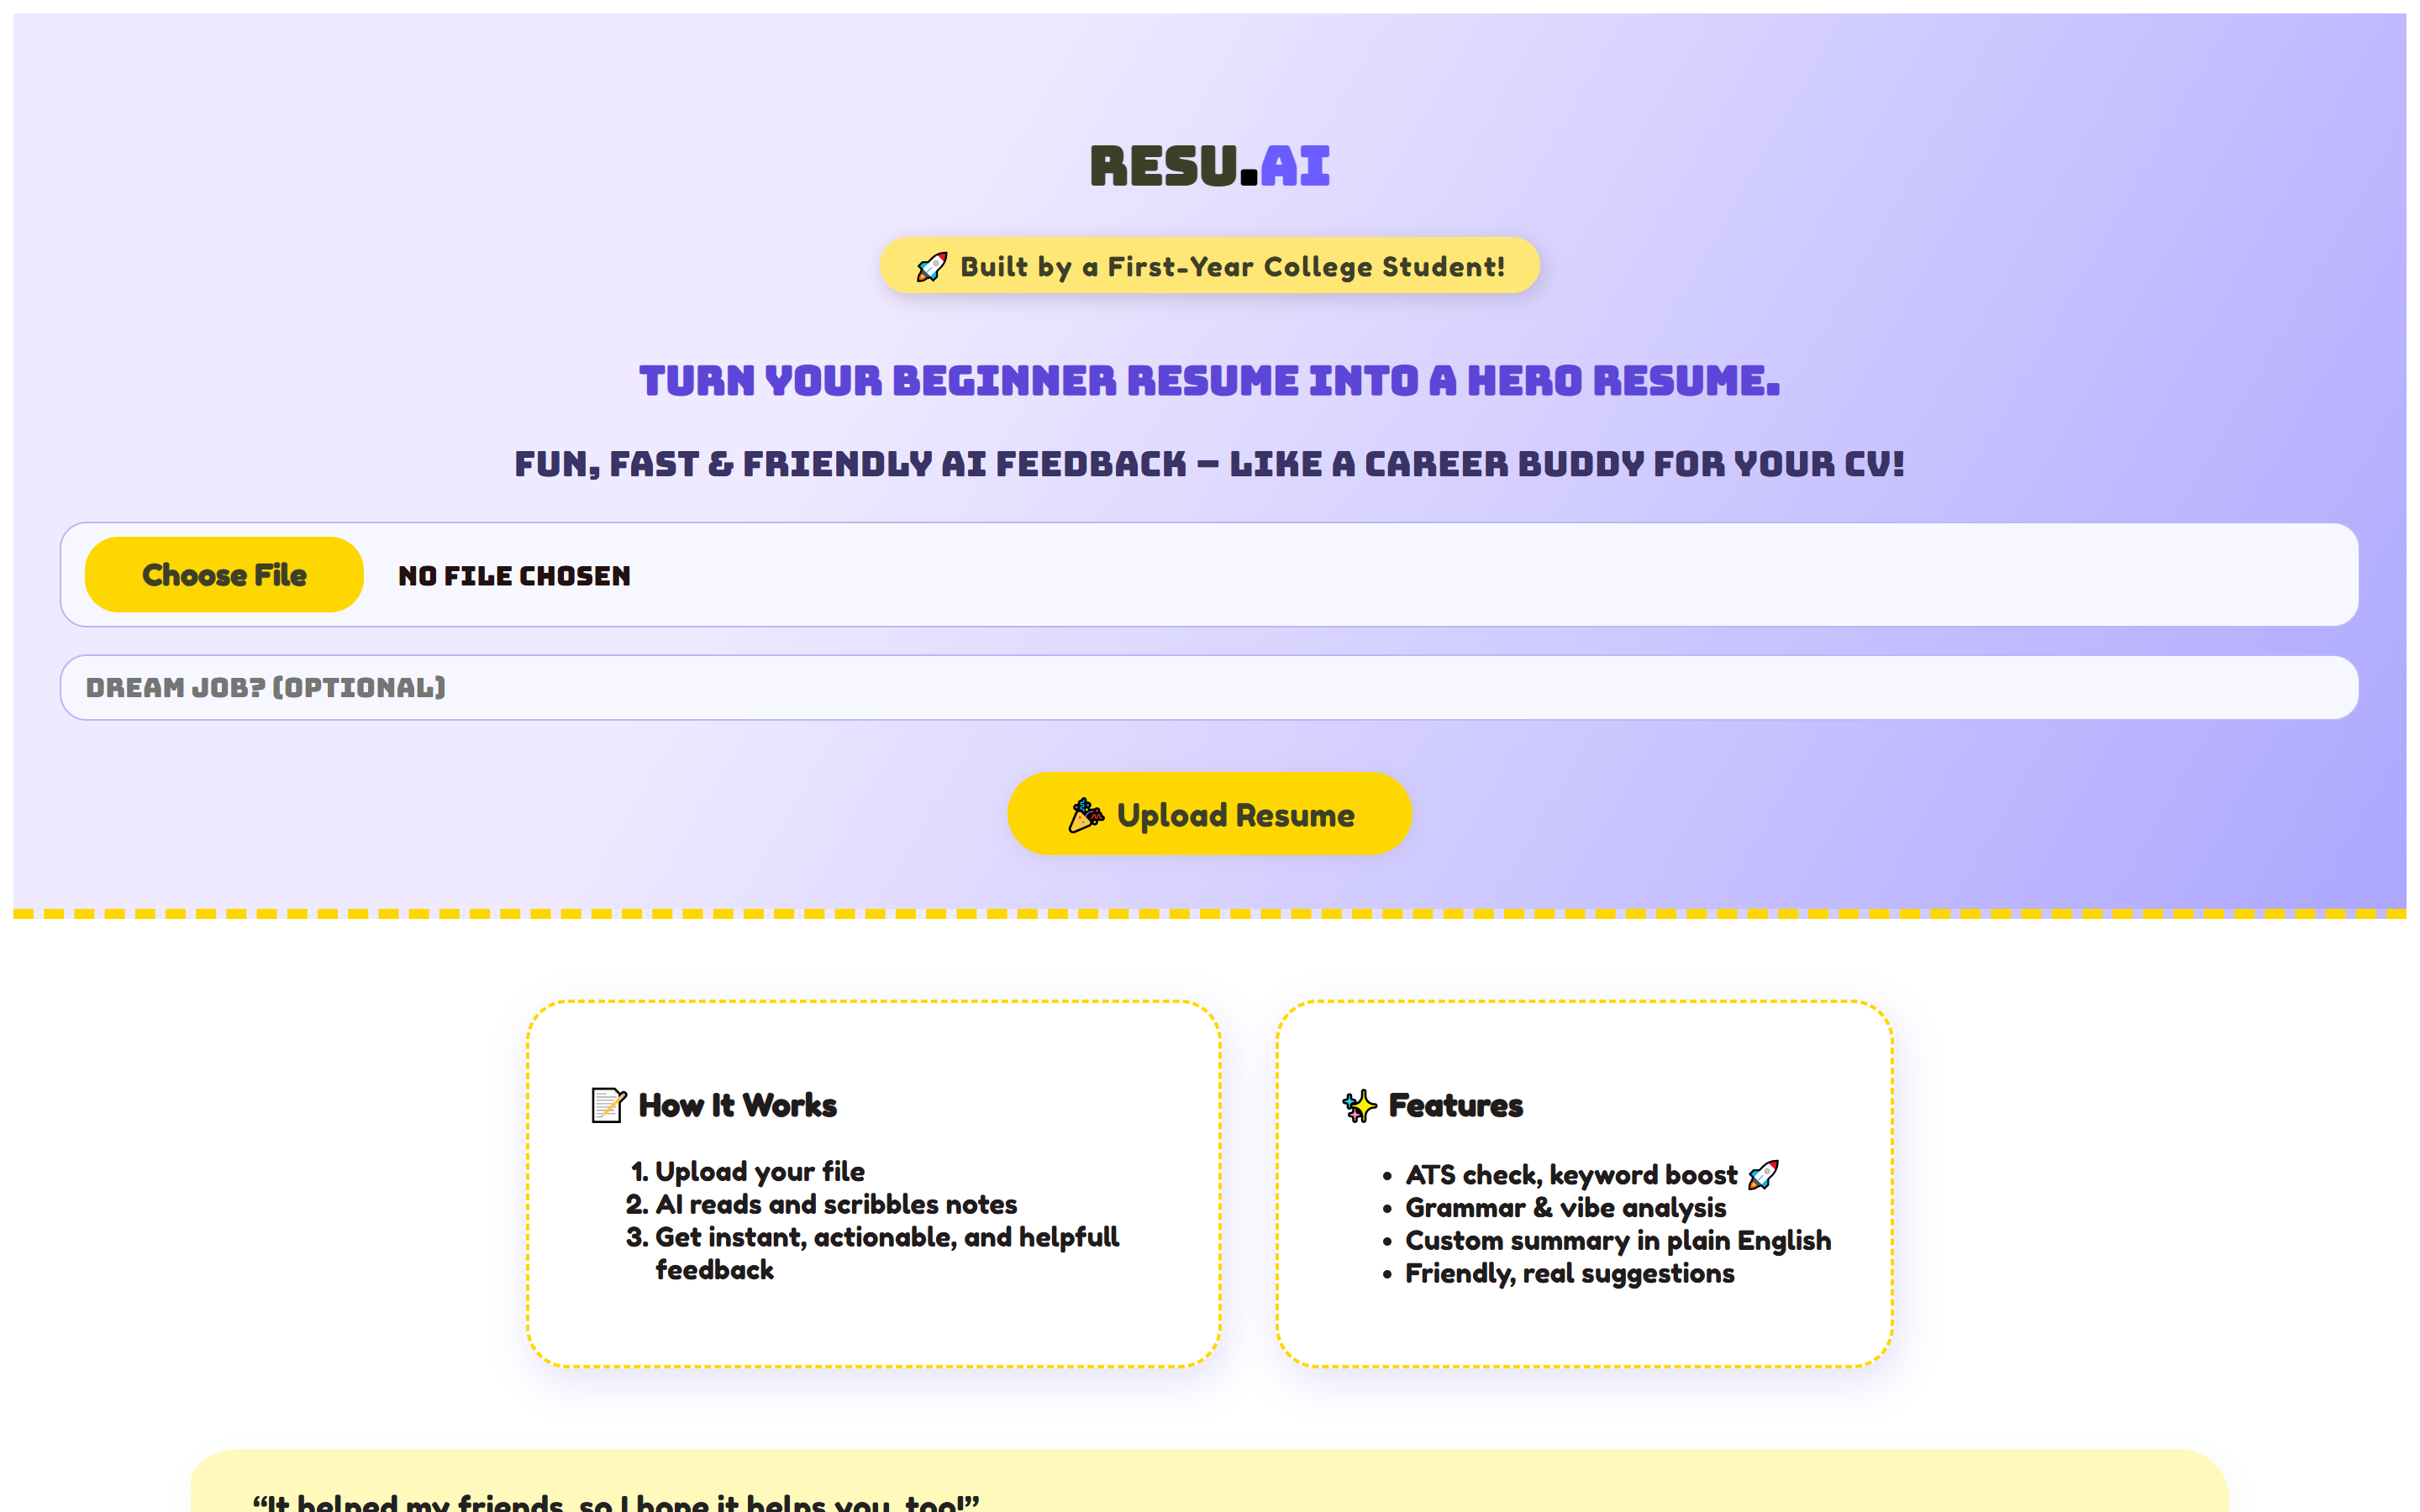 RESU.AI
🚀 Built by a First-Year College Student!
TURN YOUR BEGINNER RESUME INTO A HERO RESUME.
FUN, FAST & FRIENDLY AI FEEDBACK – LIKE A CAREER BUDDY FOR YOUR CV!
Choose File NO FILE CHOSEN
DREAM JOB? (OPTIONAL)
🎉 Upload Resume
📝 How It Works
1. Upload your file
2. AI reads and scribbles notes
3. Get instant, actionable, and helpfull
feedback
✨ Features
• ATS check, keyword boost 🚀
• Grammar & vibe analysis
• Custom summary in plain English
• Friendly, real suggestions
“It helped my friends, so I hope it helps you, too!”